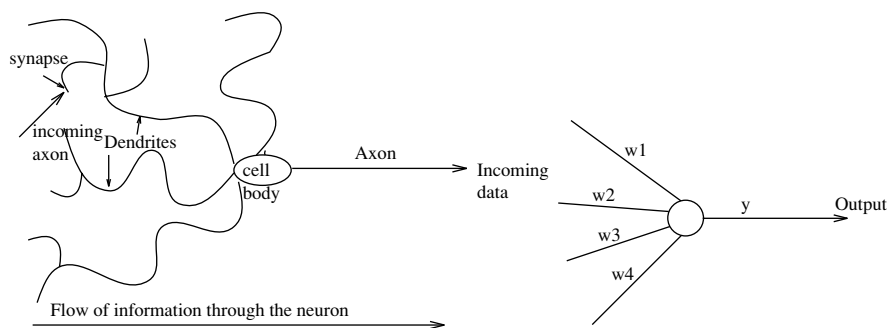 synapse
incoming
axon
Dendrites
cell
body
Axon
Incoming
data
w1
w2
w3
w4
y
Output
Flow of information through the neuron